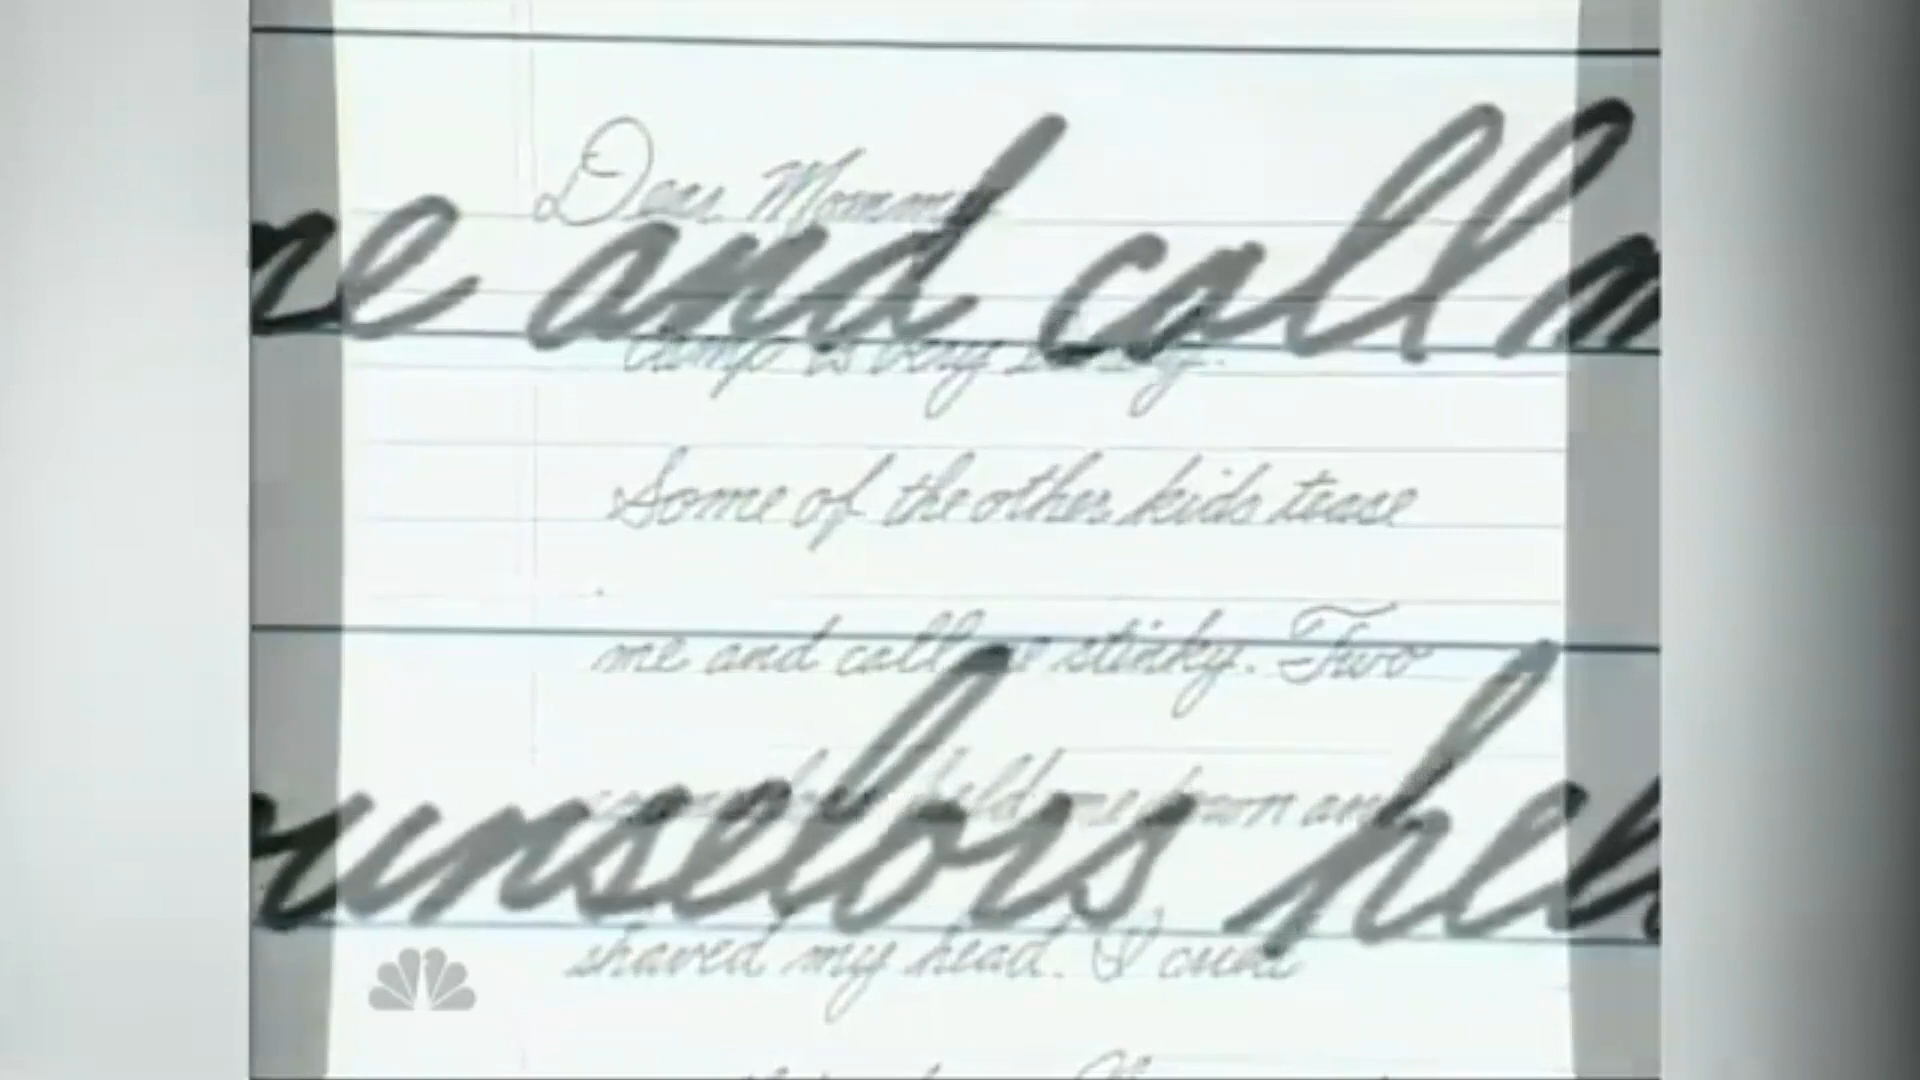 Dear Mommy
Camp is very
Some of the other kids tease
me and call me stinky. Two
counselors held me down and
shaved my head. I cried
me and call m
ounselors hel